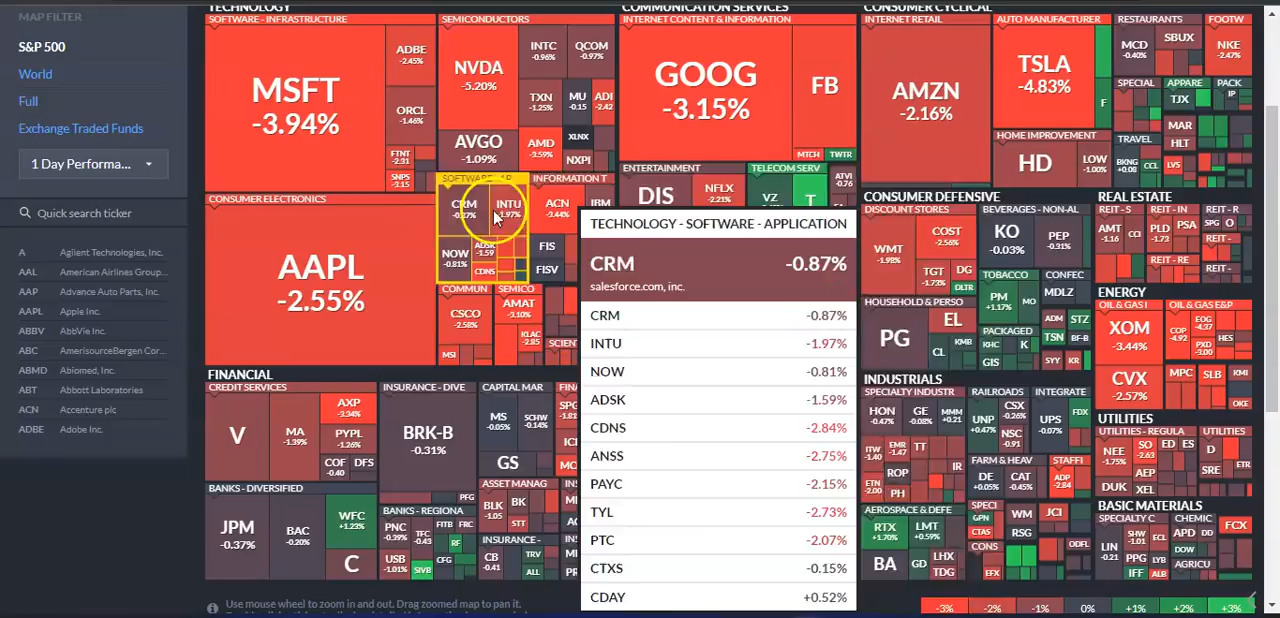 MAP FILTER
S&P 500
World
Full
Exchange Traded Funds
1 Day Performa...
Quick search ticker
A Agilent Technologies, Inc.
AAL American Airlines Group...
AAP Advance Auto Parts, Inc.
AAPL Apple Inc.
ABBV AbbVie Inc.
ABC AmerisourceBergen Cor...
ABMD Abiomed, Inc.
ABT Abbott Laboratories
ACN Accenture plc
ADBE Adobe Inc.
TECHNOLOGY
SOFTWARE - INFRASTRUCTURE
MSFT
-3.94%
ADBE
-2.45%
ORCL
-1.46%
FTNT
-2.31
SNPS
-3.15
SEMICONDUCTORS
NVDA
-5.20%
INTC
-0.96%
QCOM
-0.97%
TXN
-1.25%
MU
-0.15
ADI
-2.42
AVGO
-1.09%
AMD
-3.59%
XLNX
NXPI
CONSUMER ELECTRONICS
AAPL
-2.55%
CRM
-0.87%
INTU
-1.97%
NOW
-0.81%
ADSK
-1.59
CDNS
INFORMATION T
ACN
-3.44%
IBM
FIS
FISV
COMMUN
CSCO
-2.58%
MSI
SEMICO
AMAT
-3.10%
KLAC
-2.85
SCIENT
COMMUNICATION SERVICES
INTERNET CONTENT & INFORMATION
GOOG
-3.15%
FB
MTCH
TWTR
ENTERTAINMENT
DIS
NFLX
-2.21%
TELECOM SERV
VZ
T
ATVI
-0.76
TECHNOLOGY - SOFTWARE - APPLICATION
CRM -0.87%
salesforce.com, inc.
CRM -0.87%
INTU -1.97%
NOW -0.81%
ADSK -1.59%
CDNS -2.84%
ANSS -2.75%
PAYC -2.15%
TYL -2.73%
PTC -2.07%
CTXS -0.15%
CDAY +0.52%
CONSUMER CYCLICAL
INTERNET RETAIL
AMZN
-2.16%
AUTO MANUFACTURER
TSLA
-4.83%
F
HOME IMPROVEMENT
HD
LOW
-1.00%
RESTAURANTS
MCD
-0.40%
SBUX
FOOTW
NKE
-2.47%
SPECIAL
APPARE
TJX
PACK
IP
MAR
HLT
TRAVEL
BKNG
+0.08
CCL
LVS
CONSUMER DEFENSIVE
DISCOUNT STORES
WMT
-1.98%
COST
-2.56%
TGT
-1.73%
DG
DLTR
BEVERAGES - NON-AL
KO
-0.03%
PEP
-0.31%
TOBACCO
PM
+1.17%
MO
CONFEC
MDLZ
HOUSEHOLD & PERSO
PG
EL
CL
KMB
PACKAGED
KHC
K
GIS
ADM
STZ
TSN
BF-B
SYY
KR
REAL ESTATE
REIT - S
AMT
-1.16
CCI
REIT - IN
PLD
-1.73
PSA
REIT - R
SPG
O
REIT -
REIT - RE
REIT -
ENERGY
OIL & GAS I
XOM
-3.44%
CVX
-2.57%
OIL & GAS E&P
COP
-4.92
EOG
-4.37
HES
PXD
-3.00
MPC
SLB
KMI
OKE
FINANCIAL
CREDIT SERVICES
V
MA
-1.39%
AXP
-3.34%
PYPL
-1.26%
COF
-0.40
DFS
INSURANCE - DIVE
BRK-B
-0.31%
PFG
CAPITAL MAR
MS
-0.05%
SCHW
-0.14%
GS
FINA
BANKS - DIVERSIFIED
JPM
-0.37%
BAC
-0.20%
WFC
+1.23%
C
BANKS - REGIONA
PNC
-0.39%
TFC
-0.43
FITB
FRC
RF
USB
-1.01%
SIVB
CFG
ASSET MANAG
BLK
-1.05
BK
STT
INSURANCE -
CB
-0.41
TRV
ALL
INDUSTRIALS
SPECIALTY INDUSTR
HON
-0.47%
GE
-0.08%
MMM
+0.21
ITW
-1.40
EMR
-1.47
TT
ROP
IR
ETN
-2.00
PH
RAILROADS
UNP
+0.47%
CSX
-0.26%
NSC
-0.91
INTEGRATE
UPS
-0.07%
FDX
FARM & HEAV
DE
+0.05%
CAT
-0.45%
STAFFI
ADP
-2.84
AEROSPACE & DEFE
RTX
+1.70%
LMT
+0.59%
BA
GD
LHX
TDG
SPECI
GPN
CTAS
CONS
EFX
WM
RSG
JCI
ODFL
UTILITIES
UTILITIES - REGULA
NEE
-1.75%
SO
-2.63
ED
ES
AEP
DUK
XEL
UTILITIES
D
SRE
ETR
BASIC MATERIALS
SPECIALTY C
LIN
-0.21
SHW
-1.01
ECL
PPG
LYB
IFF
ALB
CHEMIC
APD
DD
DOW
AGRICU
FCX
Use mouse wheel to zoom in and out. Drag zoomed map to pan it.
-3% -2% -1% 0% +1% +2% +3%